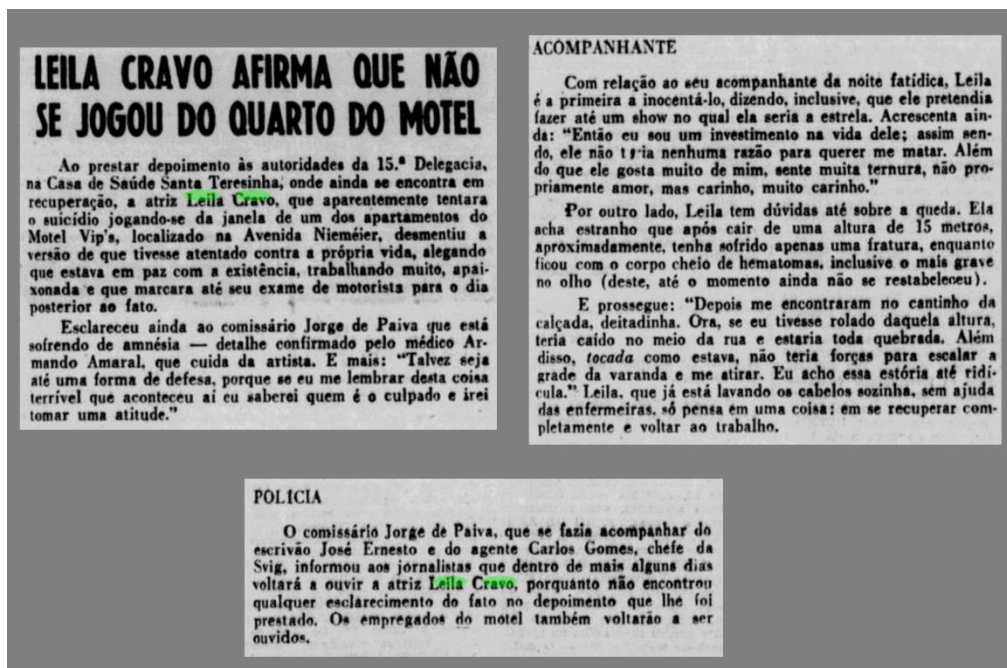 LEILA CRAVO AFIRMA QUE NÃO
SE JOGOU DO QUARTO DO MOTEL
Ao prestar depoimento às autoridades da 15.ª Delegacia,
na Casa de Saúde Santa Teresinha, onde ainda se encontra em
recuperação, a atriz Leila Cravo, que aparentemente tentara
o suicídio jogando-se da janela de um dos apartamentos do
Motel Vip's, localizado na Avenida Nieméier, desmentiu a
versão de que tivesse atentado contra a própria vida, alegando
que estava em paz com a existência, trabalhando muito, apai-
xonada e que marcara até seu exame de motorista para o dia
posterior ao fato.
Esclareceu ainda ao comissário Jorge de Paiva que está
sofrendo de amnésia — detalhe confirmado pelo médico Ar-
mando Amaral, que cuida da artista. E mais: "Talvez seja
até uma forma de defesa, porque se eu me lembrar desta coisa
terrível que aconteceu aí eu saberei quem é o culpado e irei
tomar uma atitude."
ACOMPANHANTE
Com relação ao seu acompanhante da noite fatídica, Leila
é a primeira a inocentá-lo, dizendo, inclusive, que ele pretendia
fazer até um show no qual ela seria a estrela. Acrescenta ain-
da: "Então eu sou um investimento na vida dele; assim sen-
do, ele não teria nenhuma razão para querer me matar. Além
do que ele gosta muito de mim, sente muita ternura, não pro-
priamente amor, mas carinho, muito carinho."
Por outro lado, Leila tem dúvidas até sobre a queda. Ela
acha estranho que após cair de uma altura de 15 metros,
aproximadamente, tenha sofrido apenas uma fratura, enquanto
ficou com o corpo cheio de hematomas, inclusive o mais grave
no olho (deste, até o momento ainda não se restabeleceu).
E prossegue: "Depois me encontraram no cantinho da
calçada, deitadinha. Ora, se eu tivesse rolado daquela altura,
teria caído no meio da rua e estaria toda quebrada. Além
disso, tocada como estava, não teria forças para escalar a
grade da varanda e me atirar. Eu acho essa estória até ridí-
cula." Leila, que já está lavando os cabelos sozinha, sem ajuda
das enfermeiras, só pensa em uma coisa: em se recuperar com-
pletamente e voltar ao trabalho.
POLÍCIA
O comissário Jorge de Paiva, que se fazia acompanhar do
escrivão José Ernesto e do agente Carlos Gomes, chefe da
Svig, informou aos jornalistas que dentro de mais alguns dias
voltará a ouvir a atriz Leila Cravo, porquanto não encontrou
qualquer esclarecimento do fato no depoimento que lhe foi
prestado. Os empregados do motel também voltarão a ser
ouvidos.